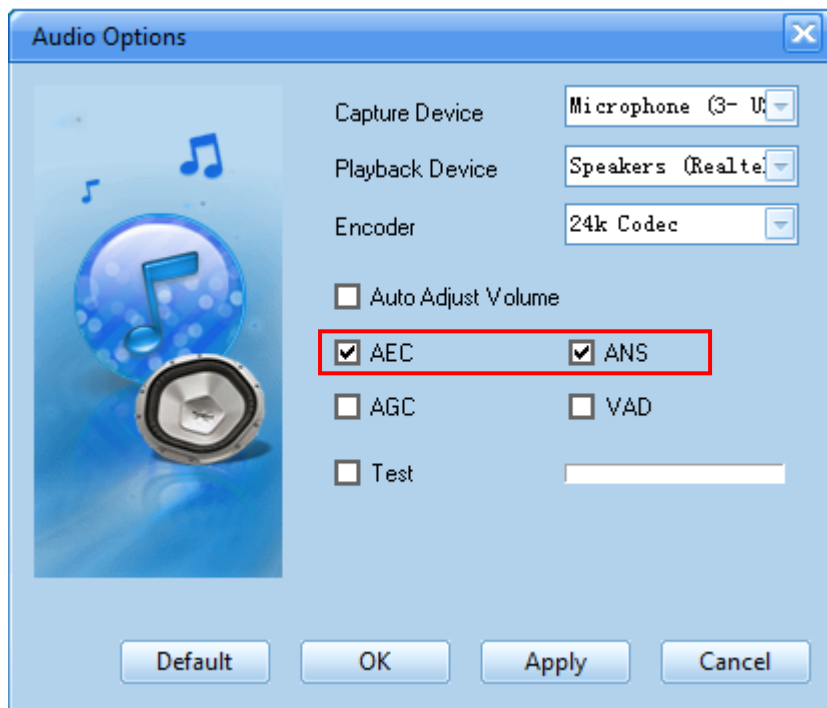 Audio Options
Capture Device Microphone (3- U
Playback Device Speakers (Realte
Encoder 24k Codec
Auto Adjust Volume
AEC ANS
AGC VAD
Test
Default OK Apply Cancel